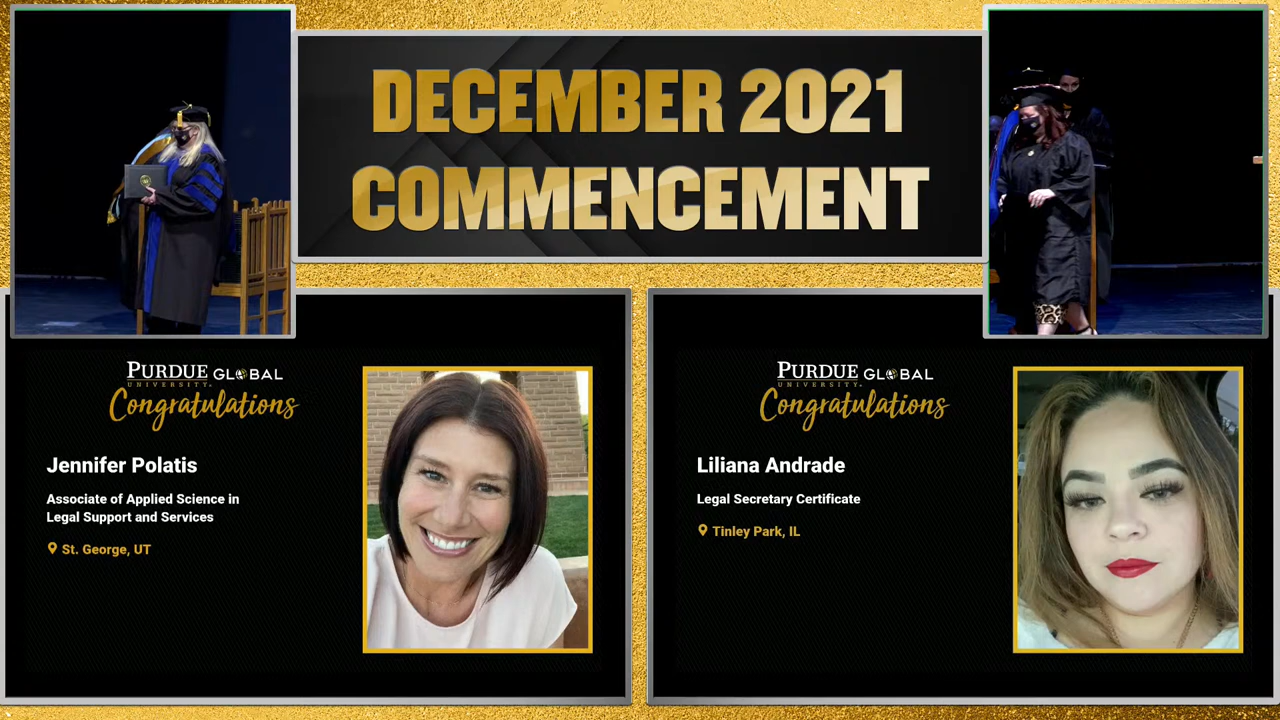 DECEMBER 2021
COMMENCEMENT
PURDUE GLOBAL
UNIVERSITY.
Congratulations
Jennifer Polatis
Associate of Applied Science in
Legal Support and Services
St. George, UT
PURDUE GLOBAL
UNIVERSITY.
Congratulations
Liliana Andrade
Legal Secretary Certificate
Tinley Park, IL